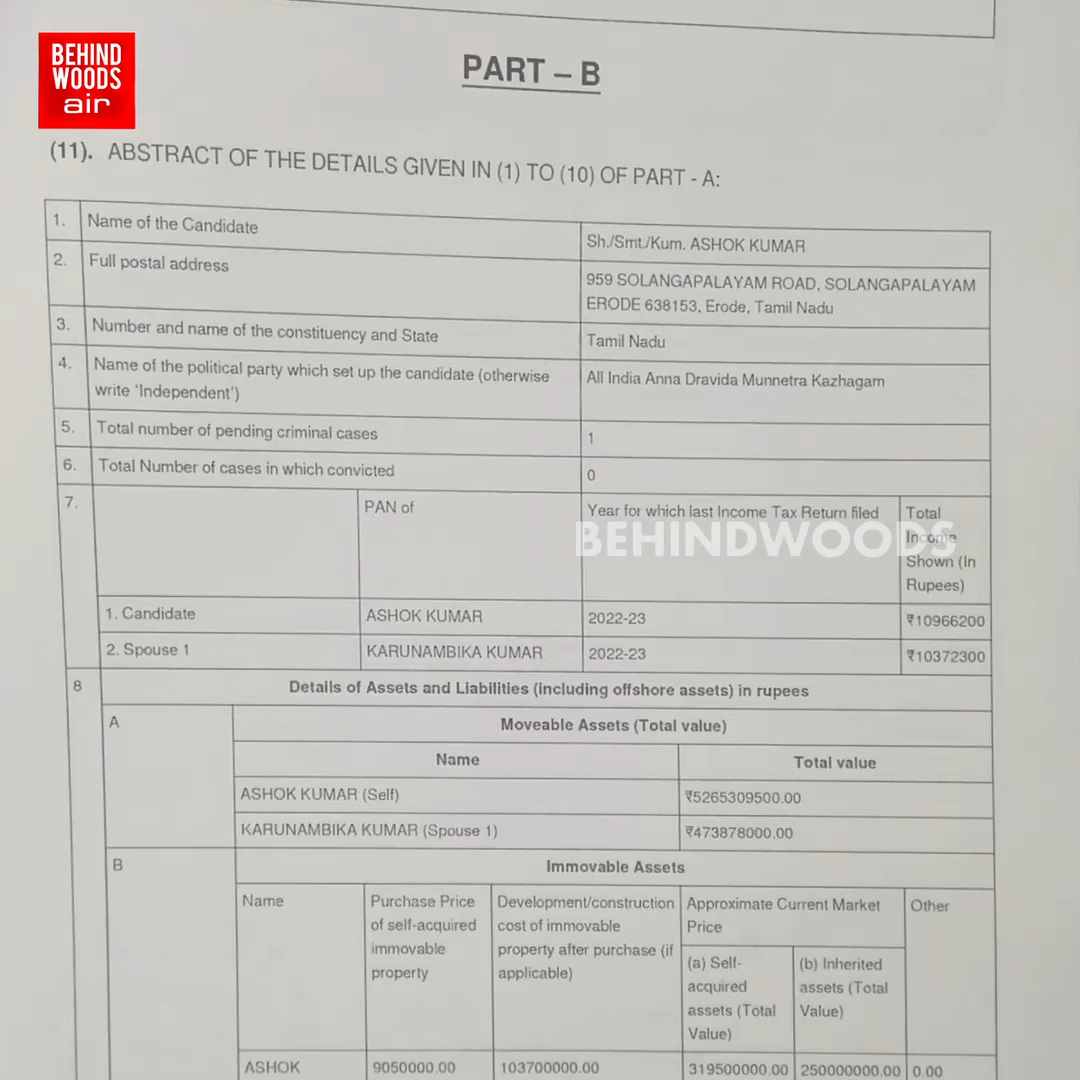 BEHIND
WOODS
air
PART – B
(11). ABSTRACT OF THE DETAILS GIVEN IN (1) TO (10) OF PART - A:
1. Name of the Candidate
Sh./Smt./Kum. ASHOK KUMAR
2. Full postal address
959 SOLANGAPALAYAM ROAD, SOLANGAPALAYAM
ERODE 638153, Erode, Tamil Nadu
3. Number and name of the constituency and State
Tamil Nadu
4. Name of the political party which set up the candidate (otherwise
write 'Independent')
All India Anna Dravida Munnetra Kazhagam
5. Total number of pending criminal cases
1
6. Total Number of cases in which convicted
0
7.
PAN of
Year for which last Income Tax Return filed
Total
Income
Shown (In
Rupees)
BEHINDWOODS
1. Candidate
ASHOK KUMAR
2022-23
₹10966200
2. Spouse 1
KARUNAMBIKA KUMAR
2022-23
₹10372300
8
Details of Assets and Liabilities (including offshore assets) in rupees
A
Moveable Assets (Total value)
Name
Total value
ASHOK KUMAR (Self)
₹5265309500.00
KARUNAMBIKA KUMAR (Spouse 1)
₹473878000.00
B
Immovable Assets
Name
Purchase Price
of self-acquired
immovable
property
Development/construction
cost of immovable
property after purchase (if
applicable)
Approximate Current Market
Price
(a) Self-
acquired
assets (Total
Value)
(b) Inherited
assets (Total
Value)
Other
ASHOK
9050000.00
103700000.00
319500000.00
250000000.00
0.00